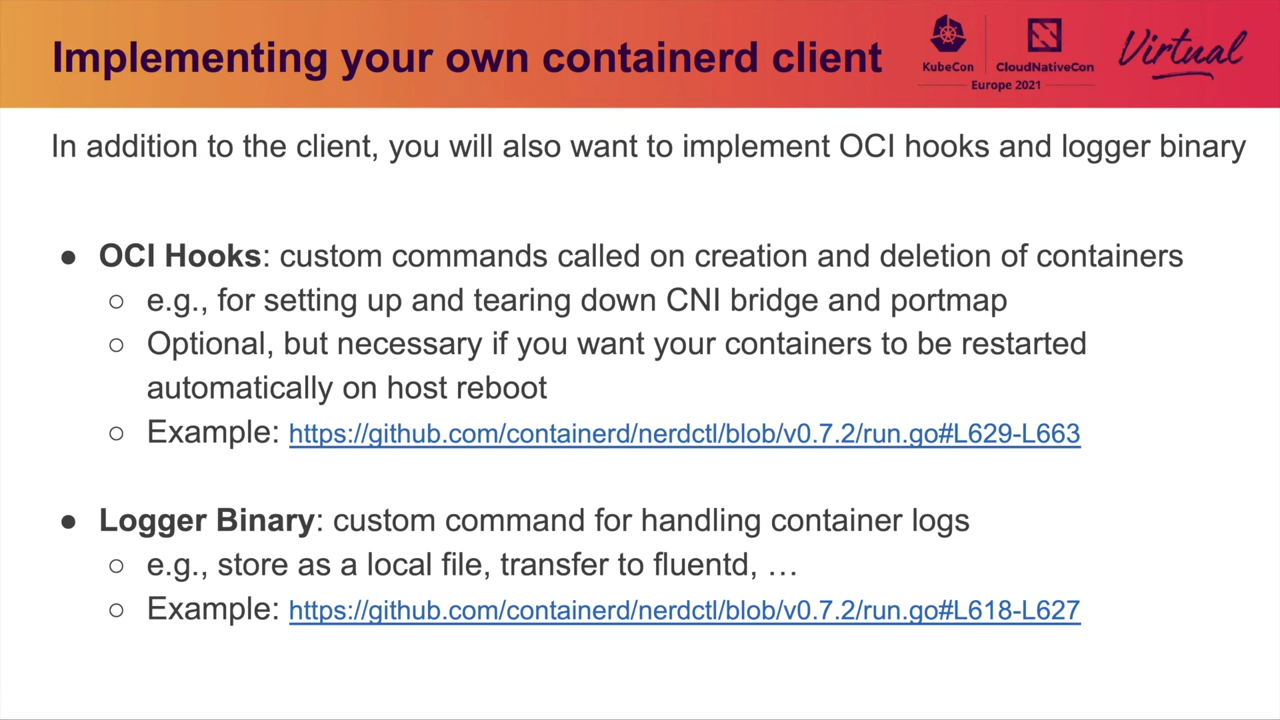 Implementing your own containerd client
KubeCon
CloudNativeCon
Europe 2021
Virtual
In addition to the client, you will also want to implement OCI hooks and logger binary
● OCI Hooks: custom commands called on creation and deletion of containers
○ e.g., for setting up and tearing down CNI bridge and portmap
○ Optional, but necessary if you want your containers to be restarted
automatically on host reboot
○ Example: https://github.com/containerd/nerdctl/blob/v0.7.2/run.go#L629-L663
● Logger Binary: custom command for handling container logs
○ e.g., store as a local file, transfer to fluentd, …
○ Example: https://github.com/containerd/nerdctl/blob/v0.7.2/run.go#L618-L627